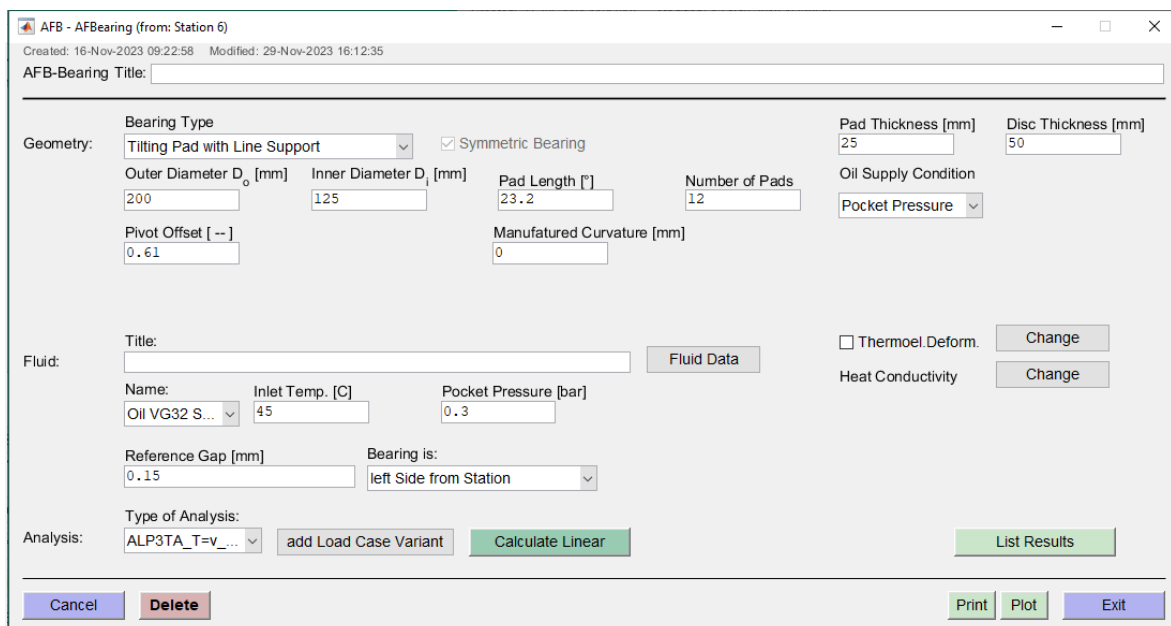 AFB - AFBearing (from: Station 6)
Created: 16-Nov-2023 09:22:58 Modified: 29-Nov-2023 16:12:35
AFB-Bearing Title:
Geometry:
Bearing Type
Tilting Pad with Line Support
Symmetric Bearing
Pad Thickness [mm]
25
Disc Thickness [mm]
50
Outer Diameter Do [mm]
200
Inner Diameter Di [mm]
125
Pad Length [°]
23.2
Number of Pads
12
Oil Supply Condition
Pocket Pressure
Pivot Offset [ -- ]
0.61
Manufatured Curvature [mm]
0
Fluid:
Title:
Fluid Data
Thermoel.Deform.
Change
Heat Conductivity
Change
Name:
Oil VG32 S...
Inlet Temp. [C]
45
Pocket Pressure [bar]
0.3
Reference Gap [mm]
0.15
Bearing is:
left Side from Station
Analysis:
Type of Analysis:
ALP3TA_T=v_...
add Load Case Variant
Calculate Linear
List Results
Cancel
Delete
Print
Plot
Exit